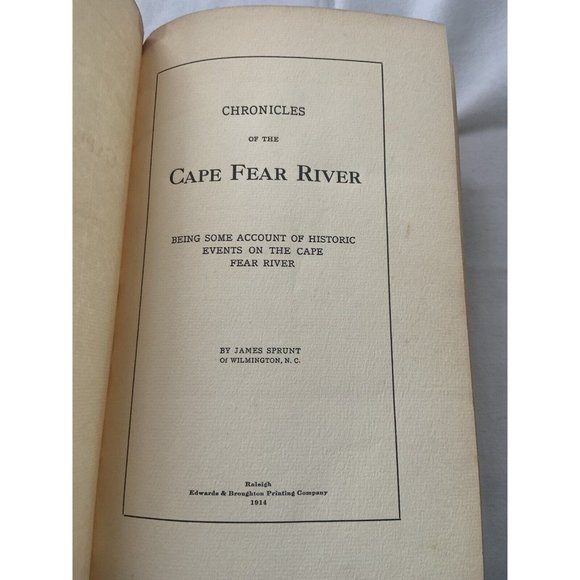 CHRONICLES
OF THE
CAPE FEAR RIVER
BEING SOME ACCOUNT OF HISTORIC
EVENTS ON THE CAPE
FEAR RIVER
BY JAMES SPRUNT
OF WILMINGTON, N. C.
Raleigh
Edwards & Broughton Printing Company
1914